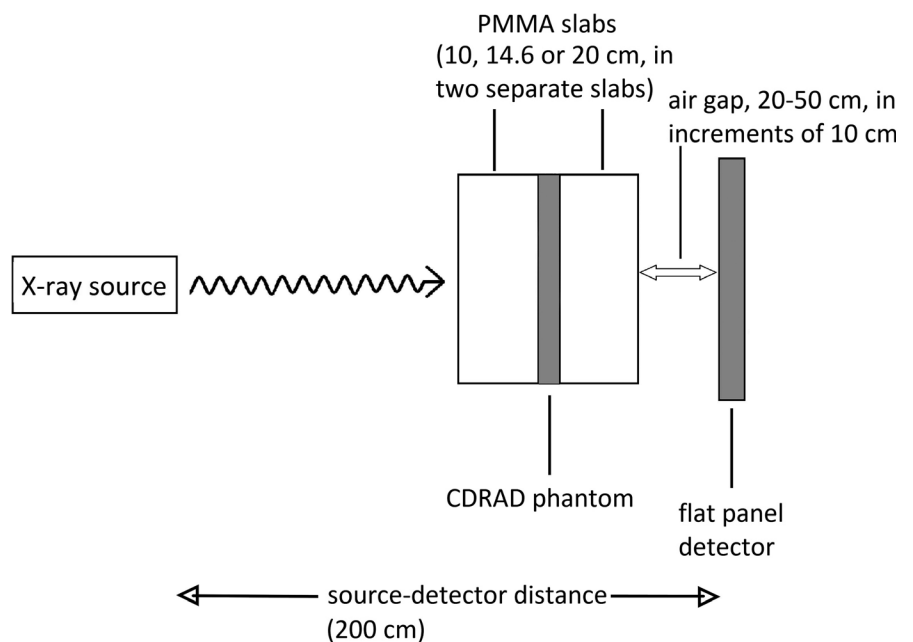 PMMA slabs
(10, 14.6 or 20 cm, in
two separate slabs)
air gap, 20-50 cm, in
increments of 10 cm
X-ray source
CDRAD phantom
flat panel
detector
source-detector distance
(200 cm)